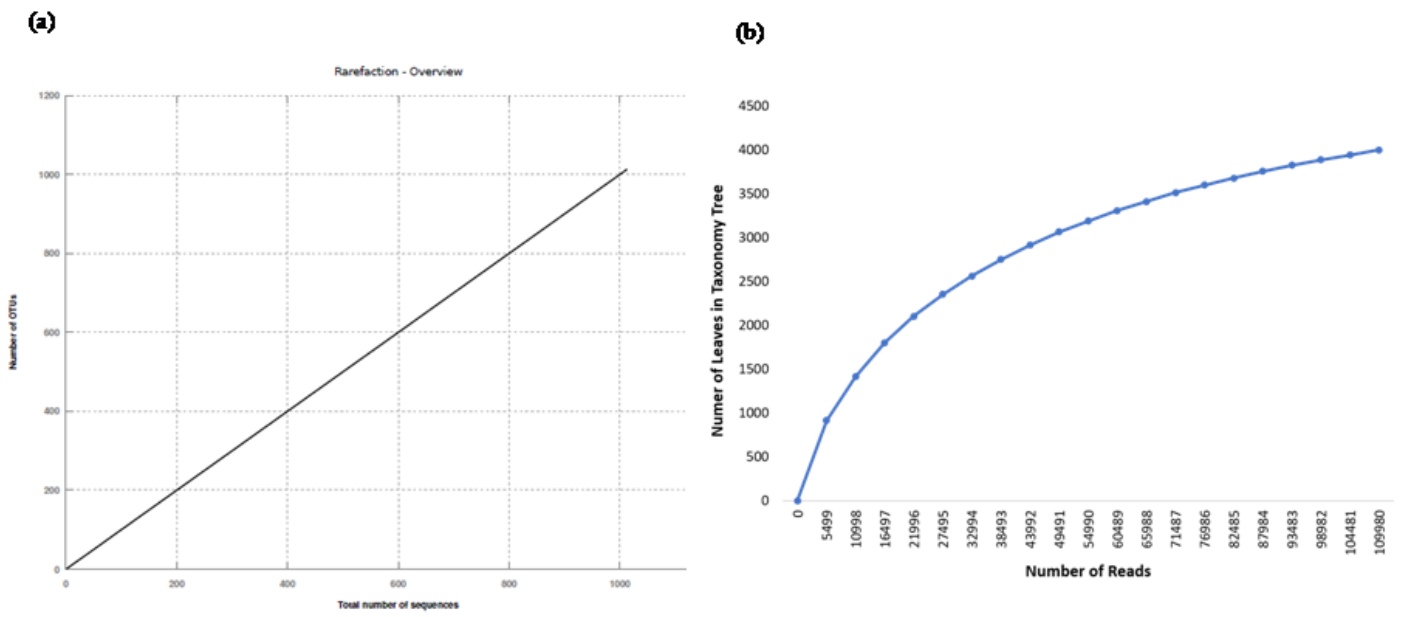 (a)
Rarefaction - Overview
1200
1000
800
600
400
200
0
Number of OTUs
0 200 400 600 800 1000
Total number of sequences
(b)
4500
4000
3500
3000
2500
2000
1500
1000
500
0
Numer of Leaves in Taxonomy Tree
0 5499 10998 16497 21996 27495 32994 38493 43992 49491 54990 60489 65988 71487 76986 82485 87984 93483 98982 104481 109980
Number of Reads